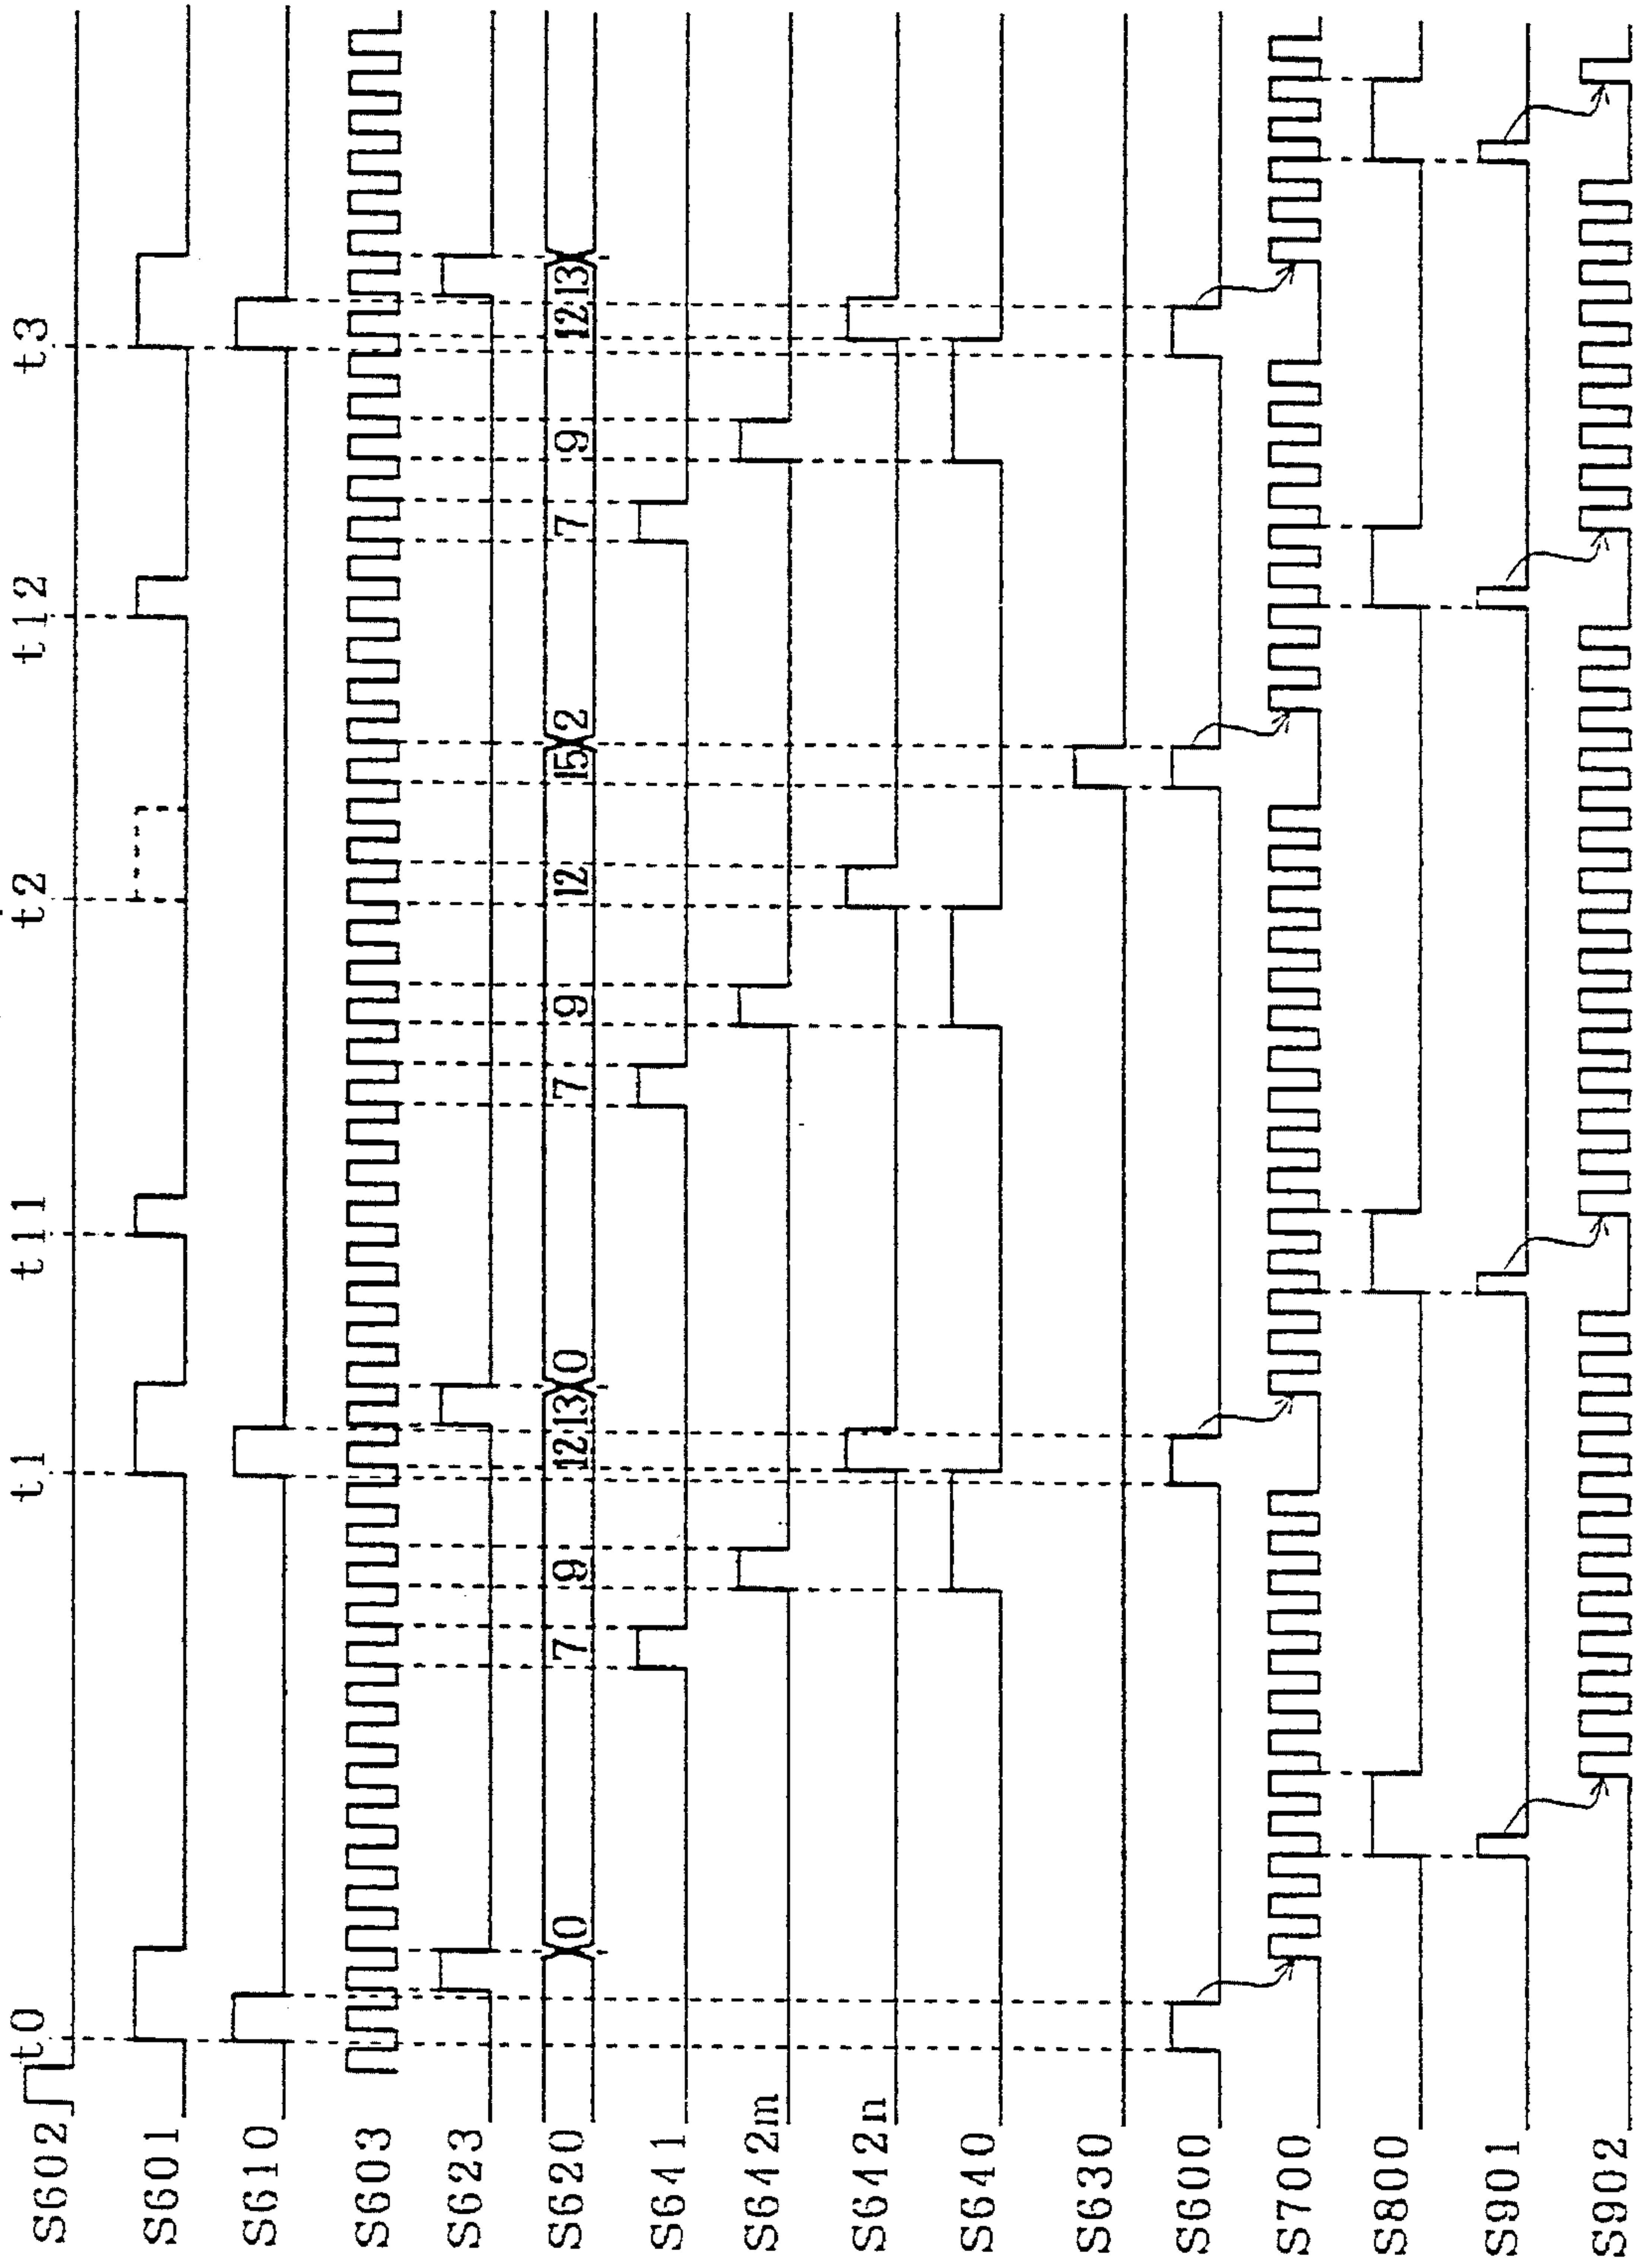 t0 t1 t11 t2 t12 t3
S602
S601
S610
S603
S623
S620 0 7 9 12 13 0 7 9 12 15 2 7 9 12 13
S641
S642m
S642n
S640
S630
S600
S700
S800
S901
S902